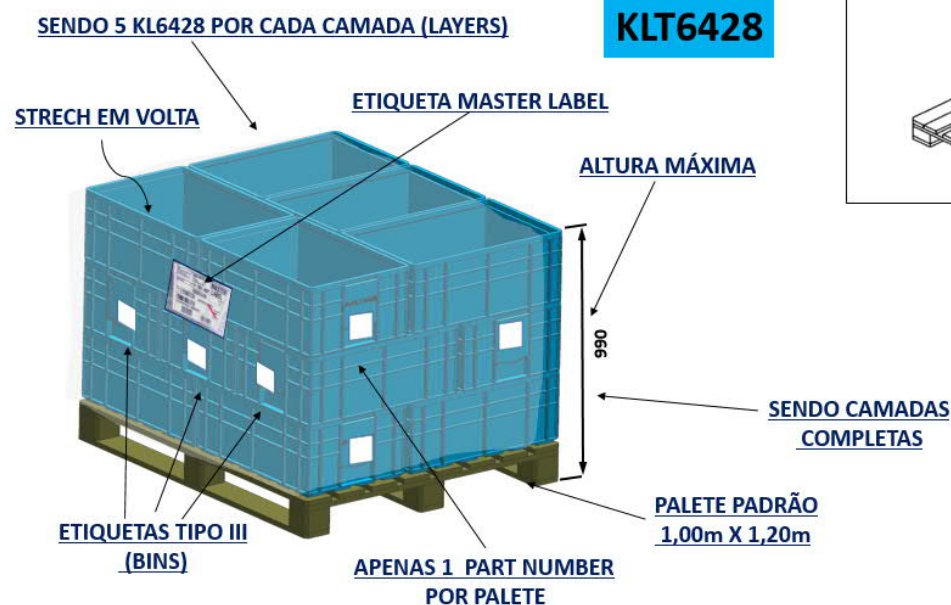 SENDO 5 KL6428 POR CADA CAMADA (LAYERS)
KLT6428
STRECH EM VOLTA
ETIQUETA MASTER LABEL
ALTURA MÁXIMA
990
SENDO CAMADAS
COMPLETAS
PALETE PADRÃO
1,00m X 1,20m
ETIQUETAS TIPO III
(BINS)
APENAS 1 PART NUMBER
POR PALETE